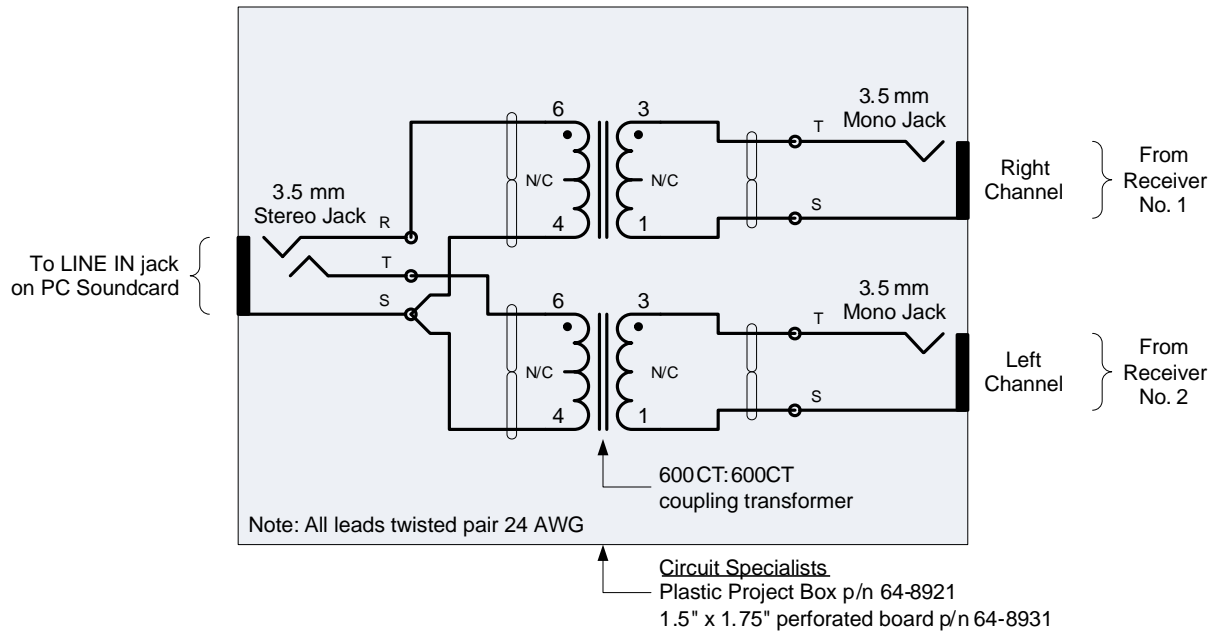 3.5 mm
Mono Jack
6
3
T
N/C
N/C
Right
Channel
From
Receiver
No. 1
3.5 mm
Stereo Jack
R
4
1
S
To LINE IN jack
on PC Soundcard
T
S
6
3
T
3.5 mm
Mono Jack
N/C
N/C
Left
Channel
From
Receiver
No. 2
4
1
S
600CT:600CT
coupling transformer
Note: All leads twisted pair 24 AWG
Circuit Specialists
Plastic Project Box p/n 64-8921
1.5" x 1.75" perforated board p/n 64-8931